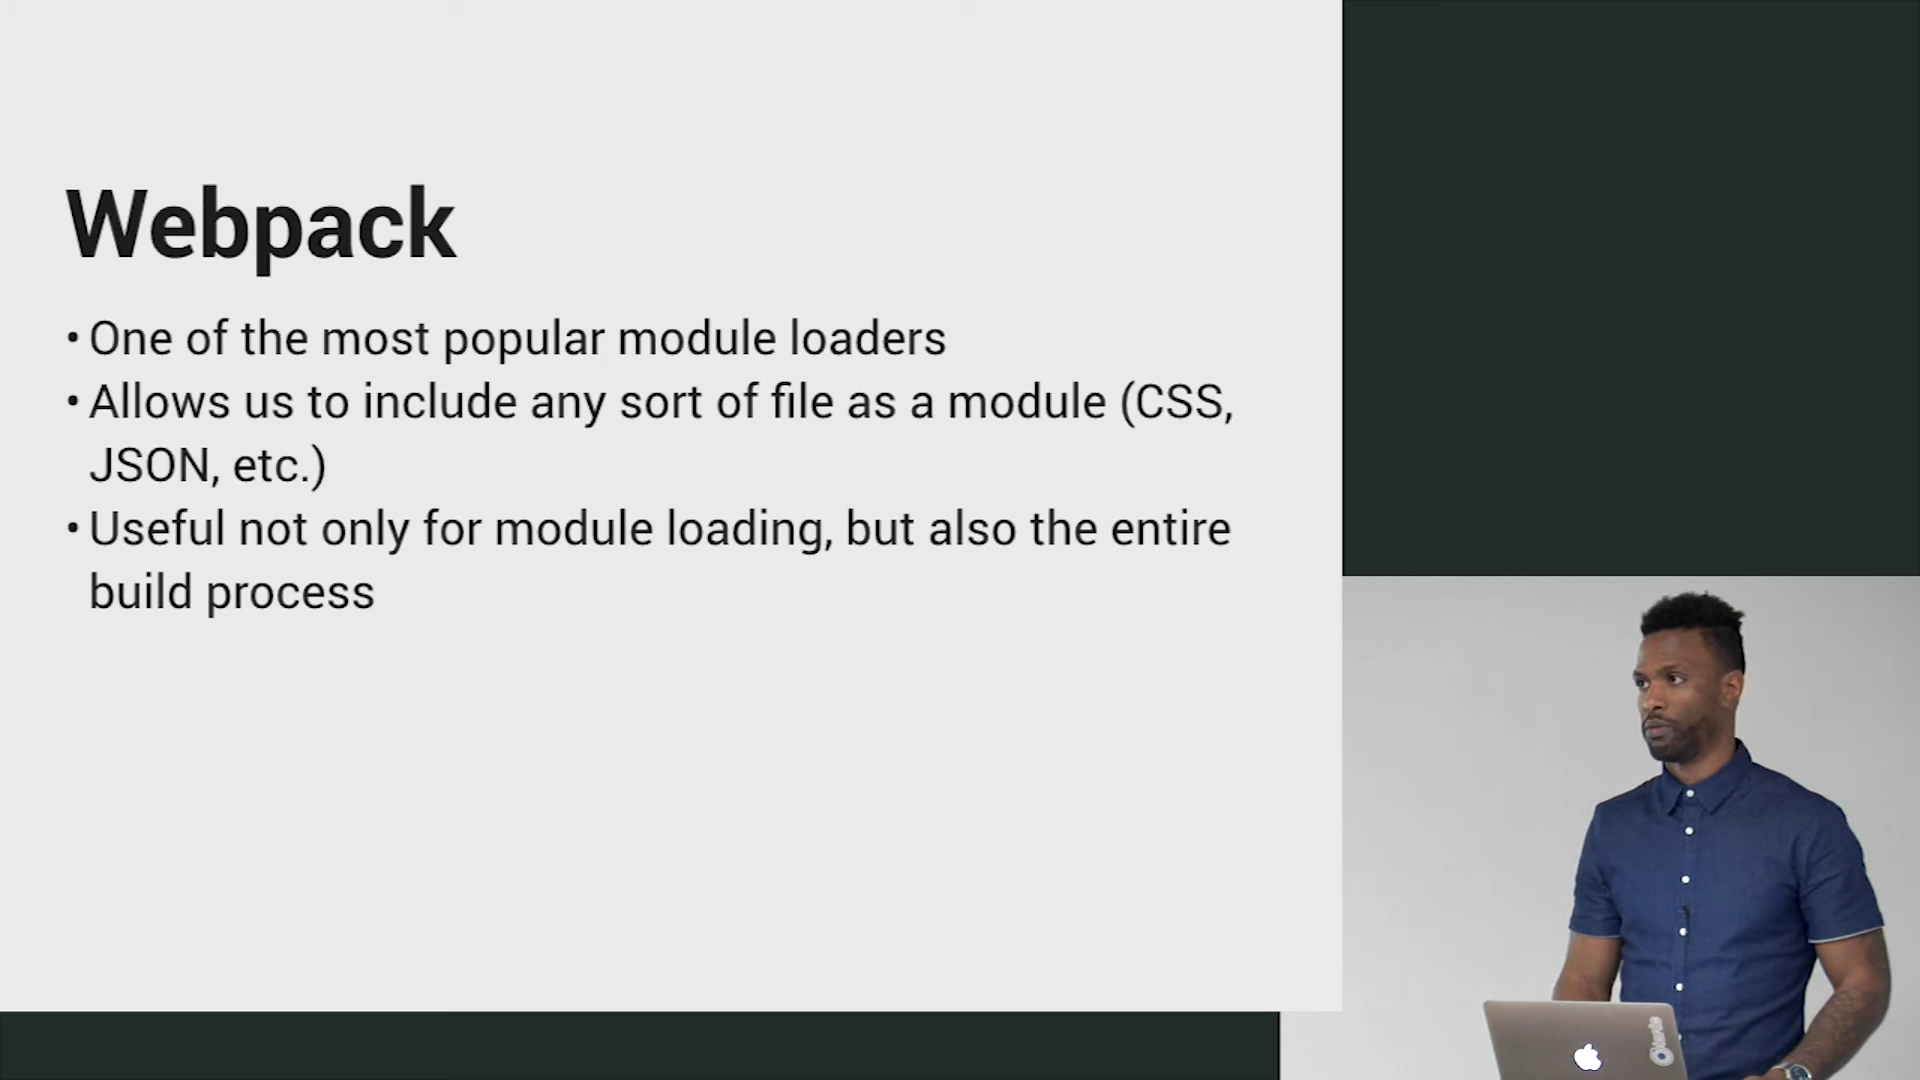 Webpack
• One of the most popular module loaders
• Allows us to include any sort of file as a module (CSS,
JSON, etc.)
• Useful not only for module loading, but also the entire
build process